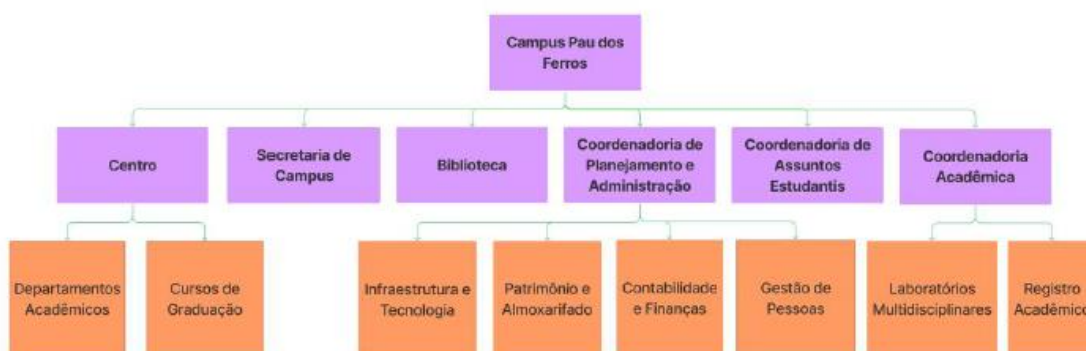 Campus Pau dos
Ferros
Centro
Secretaria de
Campus
Biblioteca
Coordenadoria de
Planejamento e
Administração
Coordenadoria de
Assuntos
Estudantis
Coordenadoria
Acadêmica
Departamentos
Acadêmicos
Cursos de
Graduação
Infraestrutura e
Tecnologia
Patrimônio e
Almoxarifado
Contabilidade
e Finanças
Gestão de
Pessoas
Laboratórios
Multidisciplinares
Registro
Acadêmico